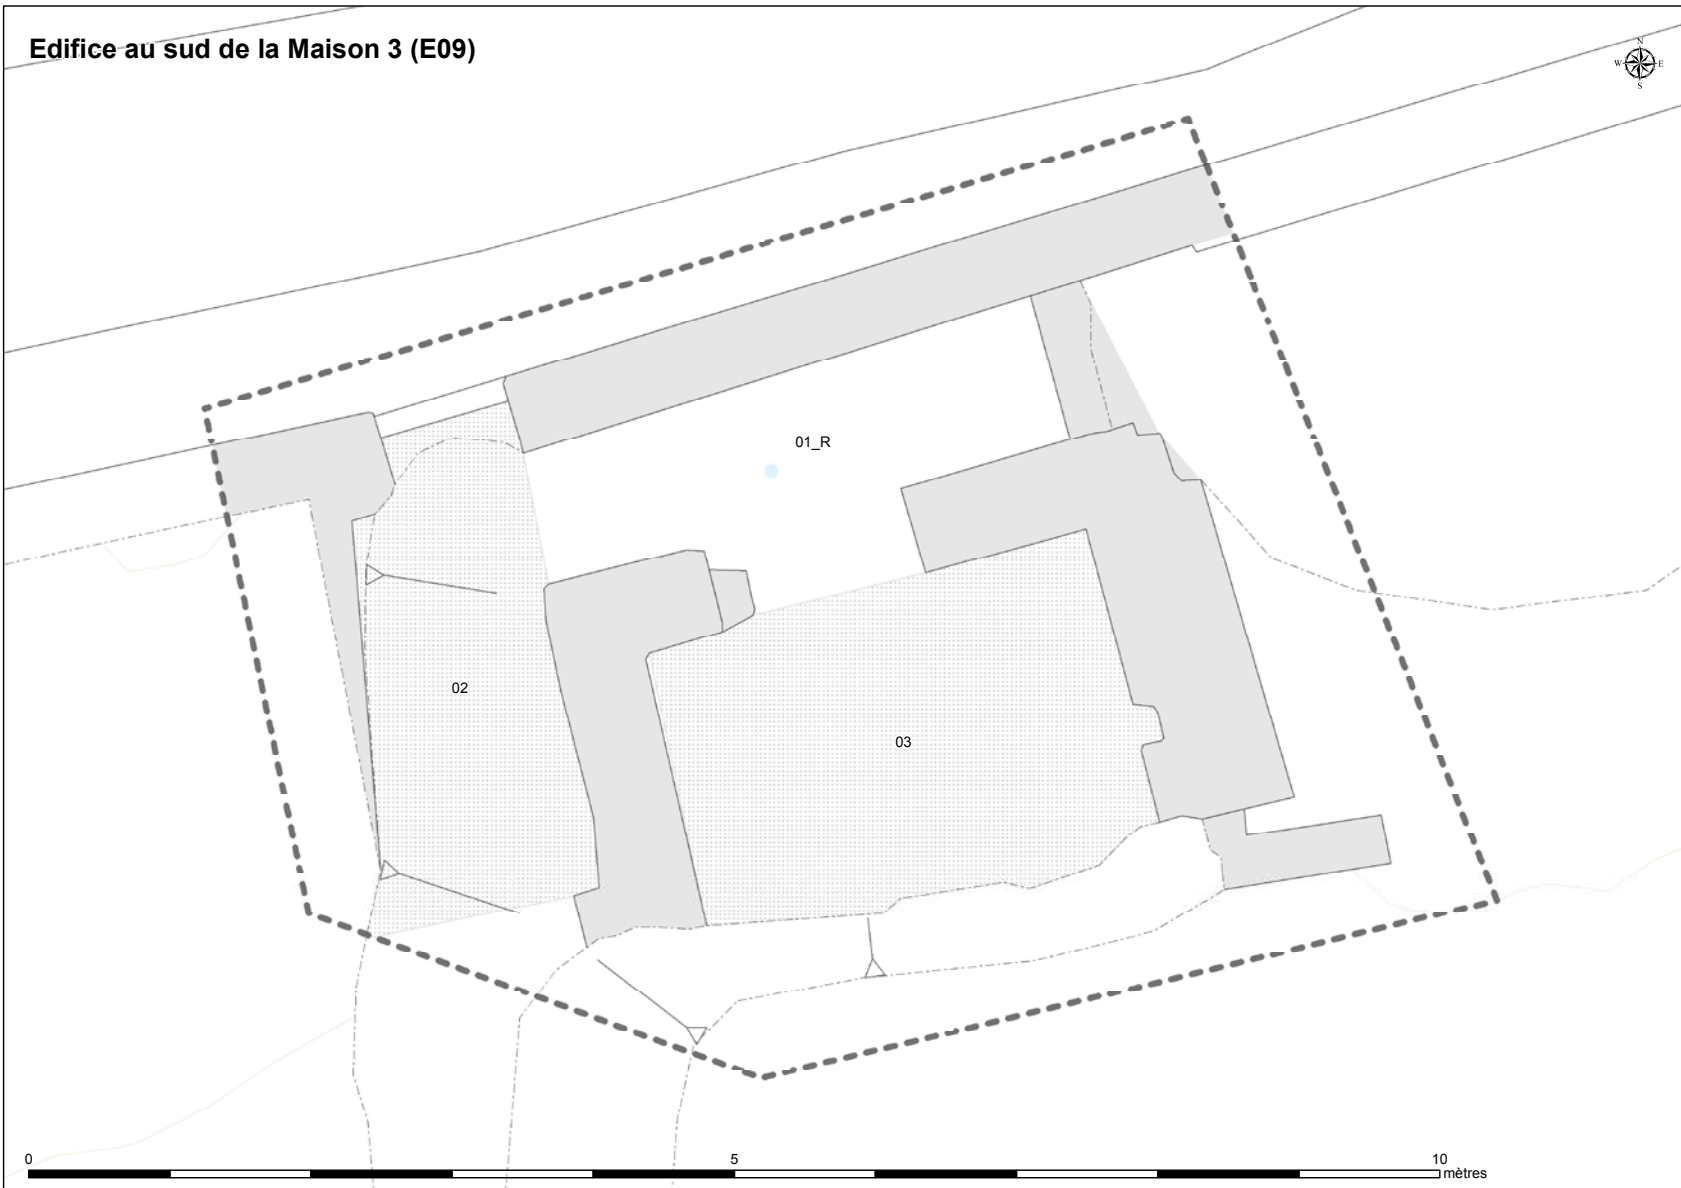 Edifice au sud de la Maison 3 (E09)
N
W E
S
01_R
02
03
0 5 10
mètres